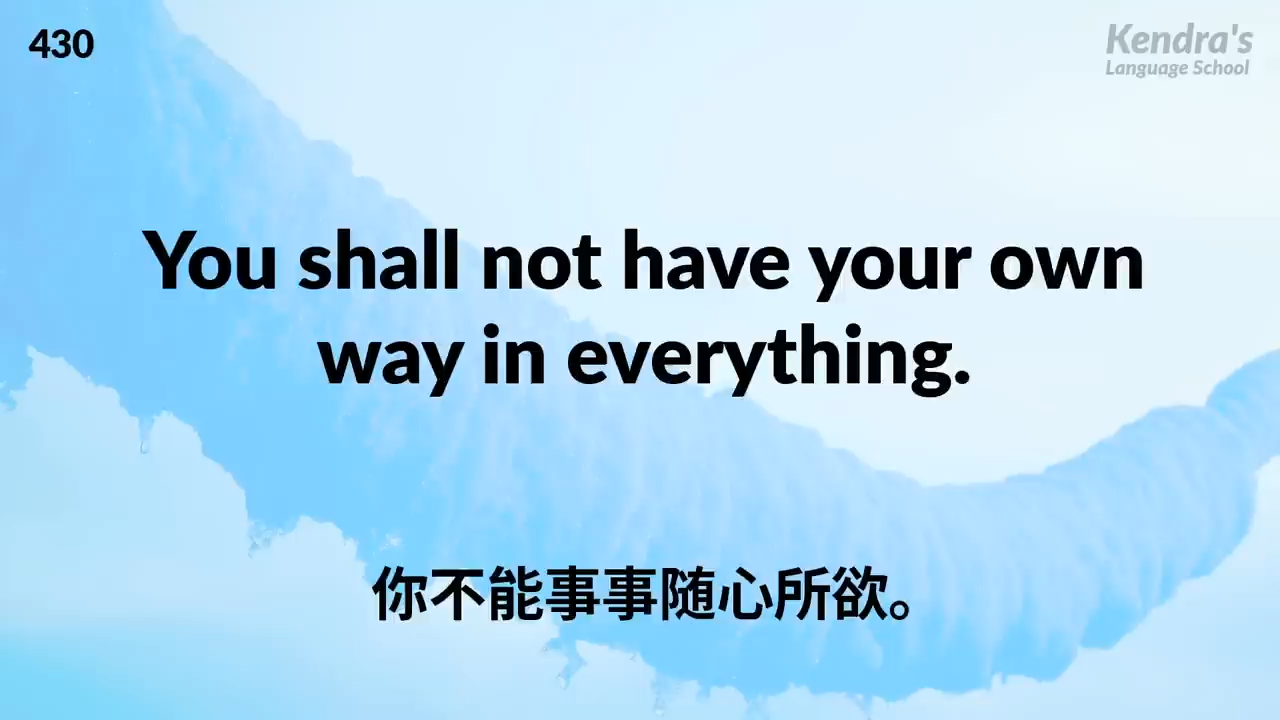 430
Kendra's
Language School
You shall not have your own
way in everything.
你不能事事随心所欲。